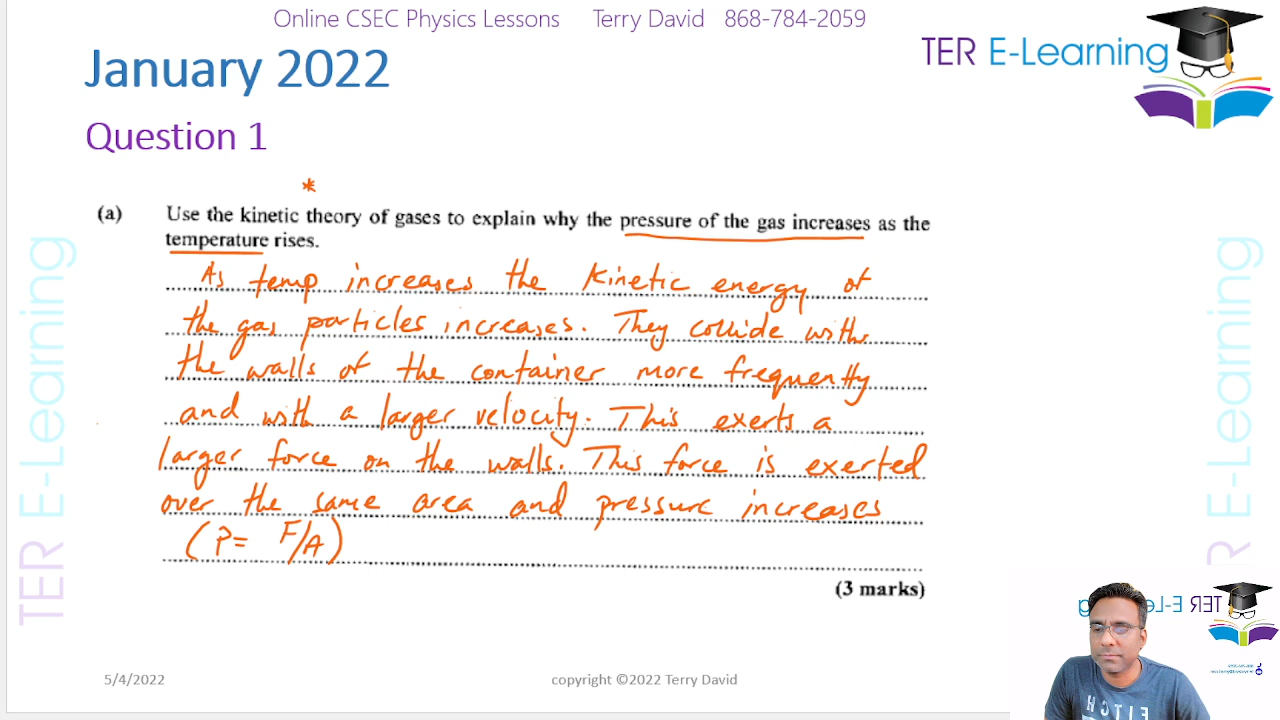 Online CSEC Physics Lessons Terry David 868-784-2059
TER E-Learning
January 2022
Question 1
*
(a) Use the kinetic theory of gases to explain why the pressure of the gas increases as the
temperature rises.
As temp increases the kinetic energy of
the gas particles increases. They collide with
the walls of the container more frequently
and with a larger velocity. This exerts a
larger force on the walls. This force is exerted
over the same area and pressure increases
(P= F/A)
(3 marks)
TER E-Learning
R E-Learning
TER E-L
5/4/2022
copyright ©2022 Terry David